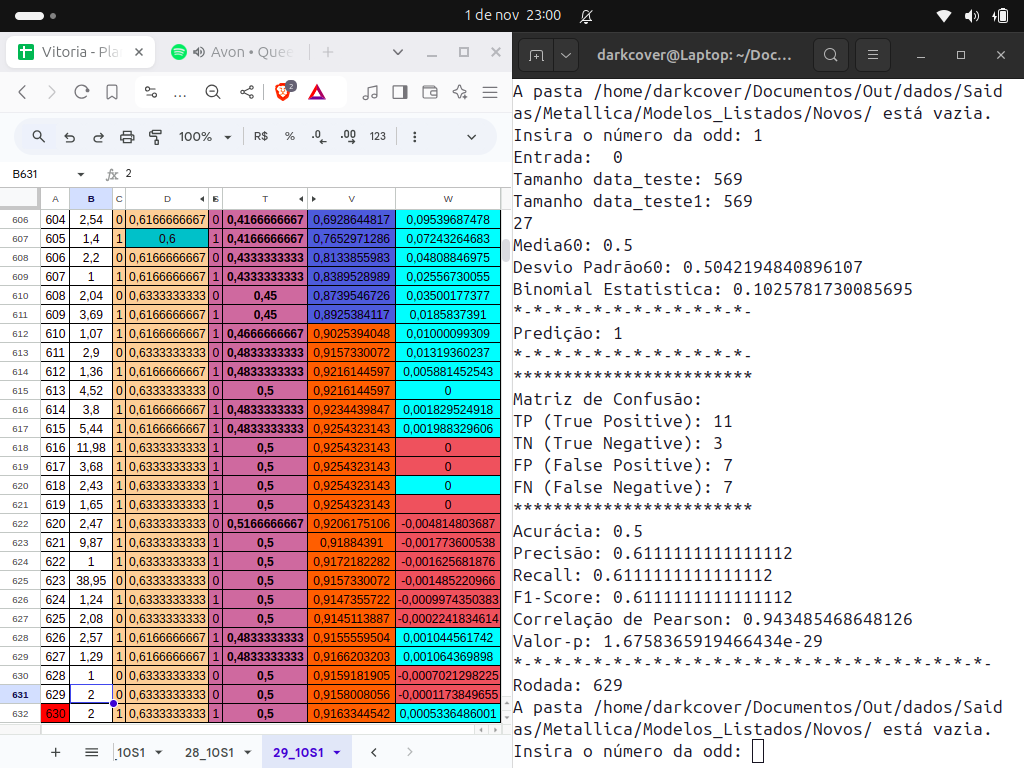 1 de nov 23:00
Vitoria - Pla
Avon • Quee
darkcover@Laptop: ~/Doc...
2
100%
R$ % .0 .00 123
B631
fx 2
A B C D S T V W
606 604 2,54 0 0,6166666667 0 0,4166666667 0,6928644817 0,09539687478
607 605 1,4 1 0,6 1 0,4166666667 0,7652971286 0,07243264683
608 606 2,2 0 0,6166666667 0 0,4333333333 0,8133855983 0,04808846975
609 607 1 1 0,6166666667 1 0,4333333333 0,8389528989 0,02556730055
610 608 2,04 0 0,6333333333 0 0,45 0,8739546726 0,03500177377
611 609 3,69 1 0,6166666667 1 0,45 0,8925384117 0,0185837391
612 610 1,07 1 0,6166666667 1 0,4666666667 0,9025394048 0,01000099309
613 611 2,9 0 0,6333333333 0 0,4833333333 0,9157330072 0,01319360237
614 612 1,36 1 0,6166666667 1 0,4833333333 0,9216144597 0,005881452543
615 613 4,52 0 0,6333333333 0 0,5 0,9216144597 0
616 614 3,8 1 0,6166666667 1 0,4833333333 0,9234439847 0,001829524918
617 615 5,44 0 0,6333333333 1 0,4833333333 0,9254323143 0,001988329606
618 616 11,98 1 0,6333333333 1 0,5 0,9254323143 0
619 617 3,68 1 0,6333333333 1 0,5 0,9254323143 0
620 618 2,43 1 0,6333333333 1 0,5 0,9254323143 0
621 619 1,65 1 0,6333333333 1 0,5 0,9254323143 0
622 620 2,47 1 0,6333333333 0 0,5166666667 0,9206175106 -0,004814803687
623 621 9,87 1 0,6333333333 1 0,5 0,91884391 -0,001773600538
624 622 1 1 0,6333333333 1 0,5 0,9172182282 -0,001625681876
625 623 38,95 0 0,6333333333 0 0,5 0,9157330072 -0,001485220966
626 624 1,24 1 0,6333333333 1 0,5 0,9147355722 -0,0009974350383
627 625 2,08 0 0,6333333333 0 0,5 0,9145113887 -0,0002241834614
628 626 2,57 1 0,6166666667 1 0,4833333333 0,9155559504 0,001044561742
629 627 1,29 1 0,6166666667 1 0,4833333333 0,9166203203 0,001064369898
630 628 1 0 0,6333333333 0 0,5 0,9159181905 -0,0007021298225
631 629 2 0 0,6333333333 0 0,5 0,9158008056 -0,0001173849655
632 630 2 1 0,6333333333 1 0,5 0,9163344542 0,0005336486001
_10S1 28_10S1 29_10S1
A pasta /home/darkcover/Documentos/Out/dados/Said
as/Metallica/Modelos_Listados/Novos/ está vazia.
Insira o número da odd: 1
Entrada:  0
Tamanho data_teste: 569
Tamanho data_teste1: 569
27
Media60: 0.5
Desvio Padrão60: 0.5042194840896107
Binomial Estatistica: 0.1025781730085695
*-*-*-*-*-*-*-*-*-*-*-*-
Predição: 1
*-*-*-*-*-*-*-*-*-*-*-*-
************************
Matriz de Confusão:
TP (True Positive): 11
TN (True Negative): 3
FP (False Positive): 7
FN (False Negative): 7
************************
Acurácia: 0.5
Precisão: 0.6111111111111112
Recall: 0.6111111111111112
F1-Score: 0.6111111111111112
Correlação de Pearson: 0.943485468648126
Valor-p: 1.6758365919466434e-29
*-*-*-*-*-*-*-*-*-*-*-*-*-*-*-*-*-*-*-*-*-*-*-*-
Rodada: 629
A pasta /home/darkcover/Documentos/Out/dados/Said
as/Metallica/Modelos_Listados/Novos/ está vazia.
Insira o número da odd: